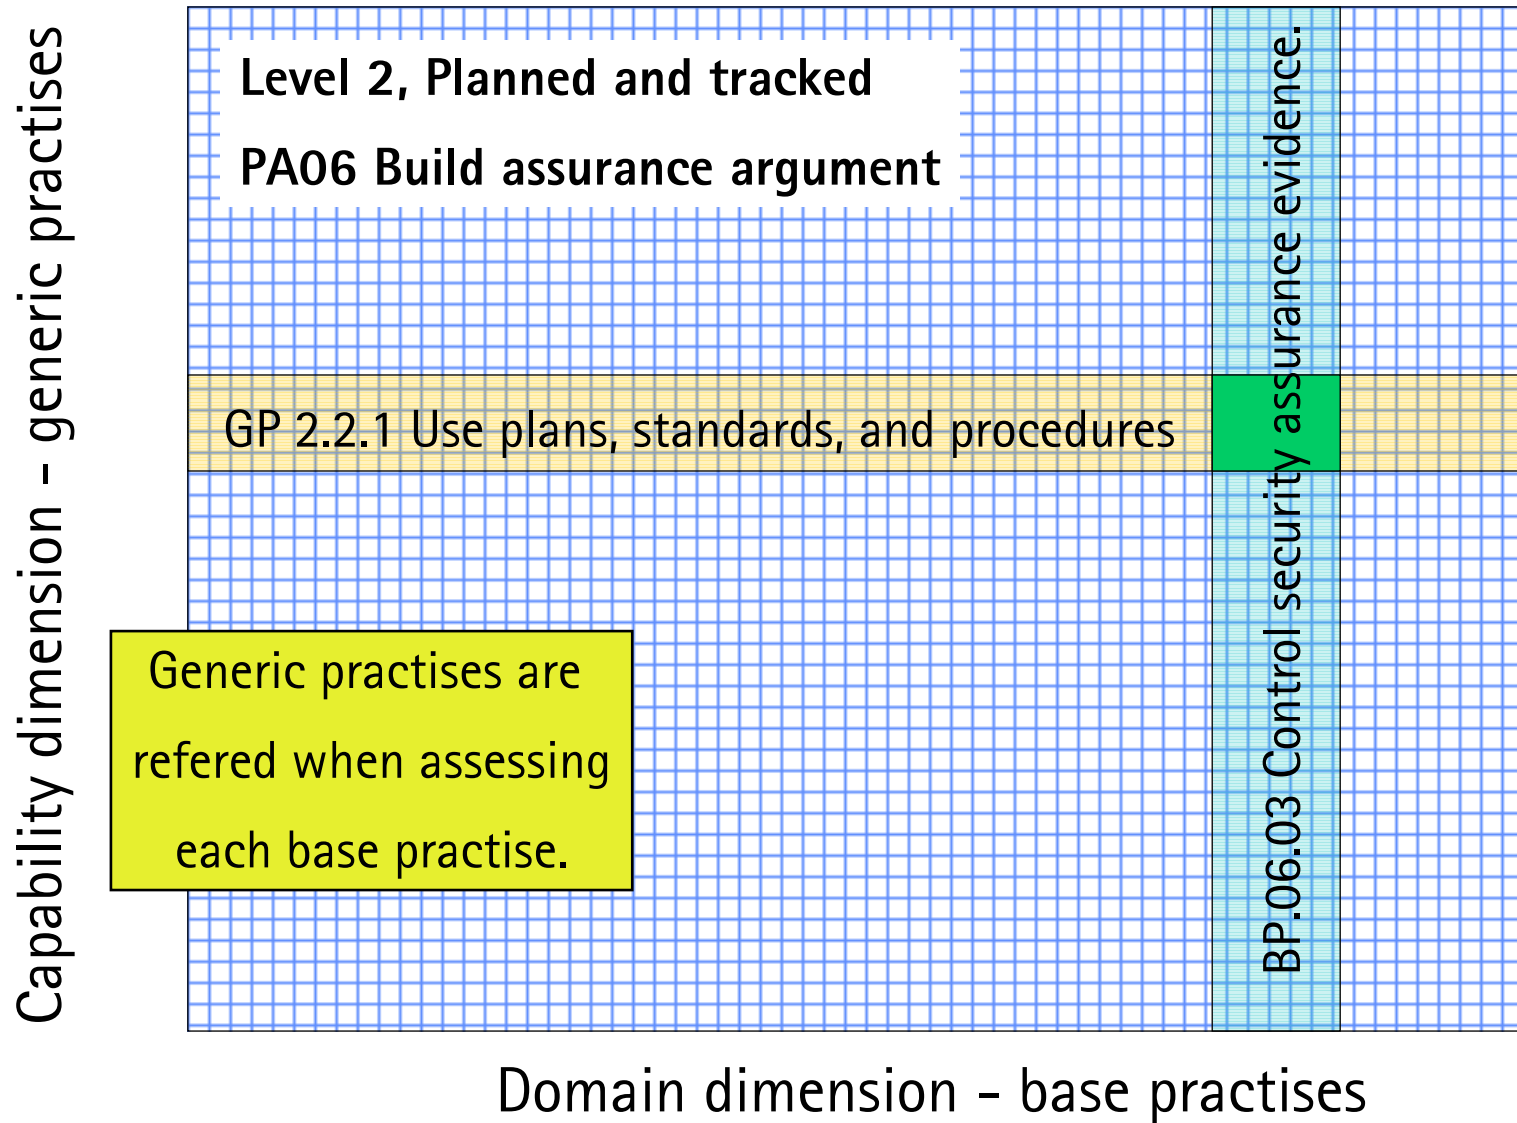 Capability dimension - generic practises
Level 2, Planned and tracked
PA06 Build assurance argument
BP.06.03 Control security assurance evidence.
GP 2.2.1 Use plans, standards, and procedures
Generic practises are
refered when assessing
each base practise.
Domain dimension - base practises